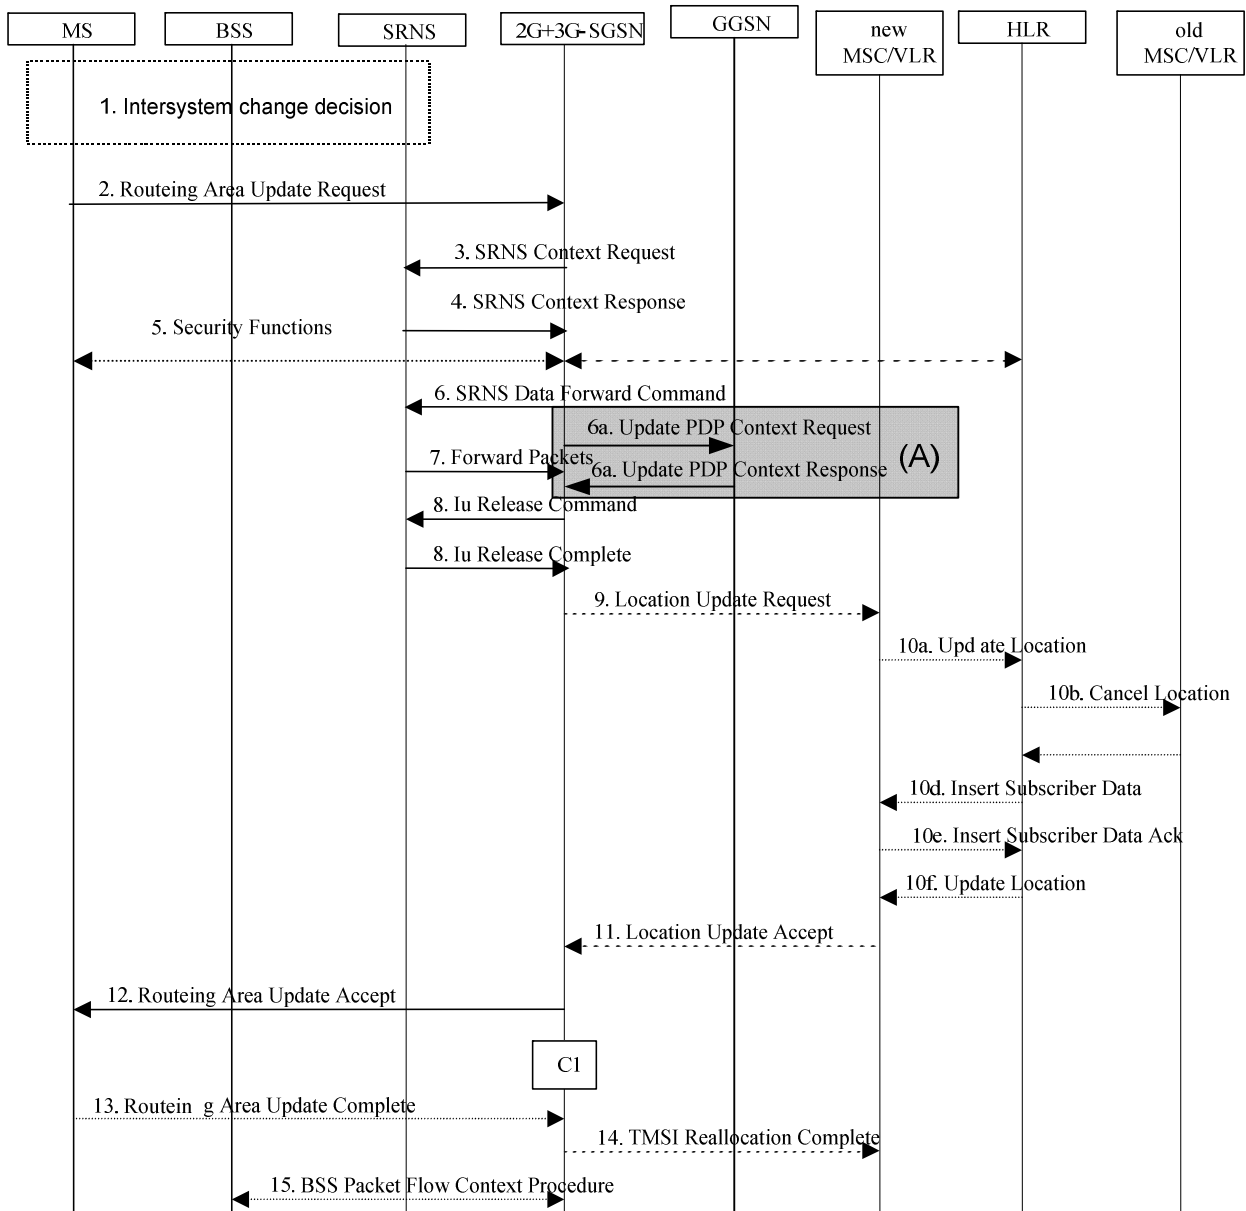 MS
BSS
SRNS
2G+3G-SGSN
GGSN
new
MSC/VLR
HLR
old
MSC/VLR
1. Intersystem change decision
2. Routeing Area Update Request
3. SRNS Context Request
4. SRNS Context Response
5. Security Functions
6. SRNS Data Forward Command
6a. Update PDP Context Request
(A)
7. Forward Packets
6a. Update PDP Context Response
8. Iu Release Command
8. Iu Release Complete
9. Location Update Request
10a. Upd ate Location
10b. Cancel Location
10d. Insert Subscriber Data
10e. Insert Subscriber Data Ack
10f. Update Location
11. Location Update Accept
12. Routeing Area Update Accept
C1
13. Routein g Area Update Complete
14. TMSI Reallocation Complete
15. BSS Packet Flow Context Procedure